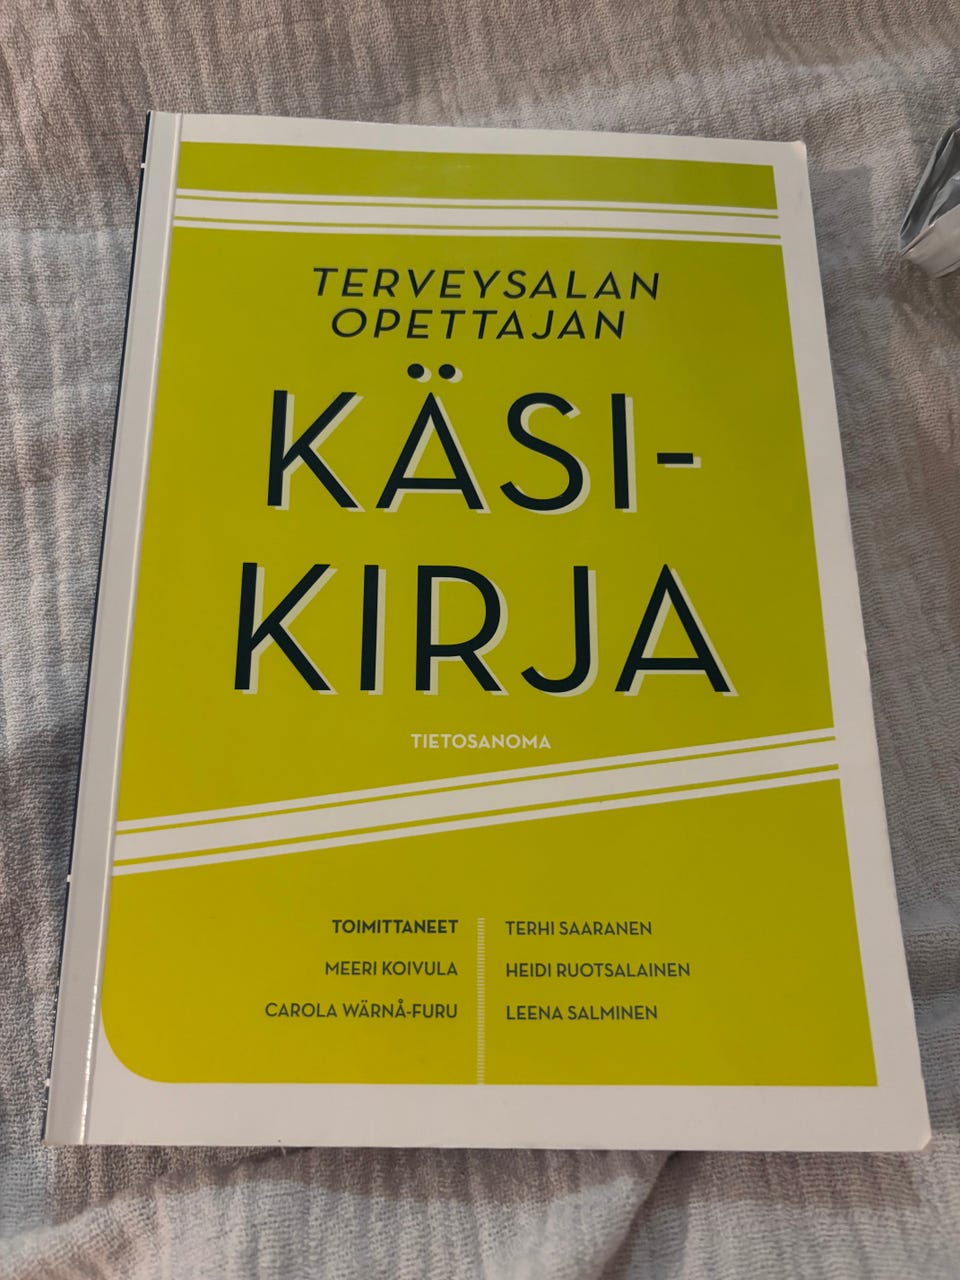 TERVEYSALAN
OPETTAJAN
KÄSI-
KIRJA
TIETOSANOMA
TOIMITTANEET
MEERI KOIVULA
CAROLA WÄRNÅ-FURU
TERHI SAARANEN
HEIDI RUOTSALAINEN
LEENA SALMINEN